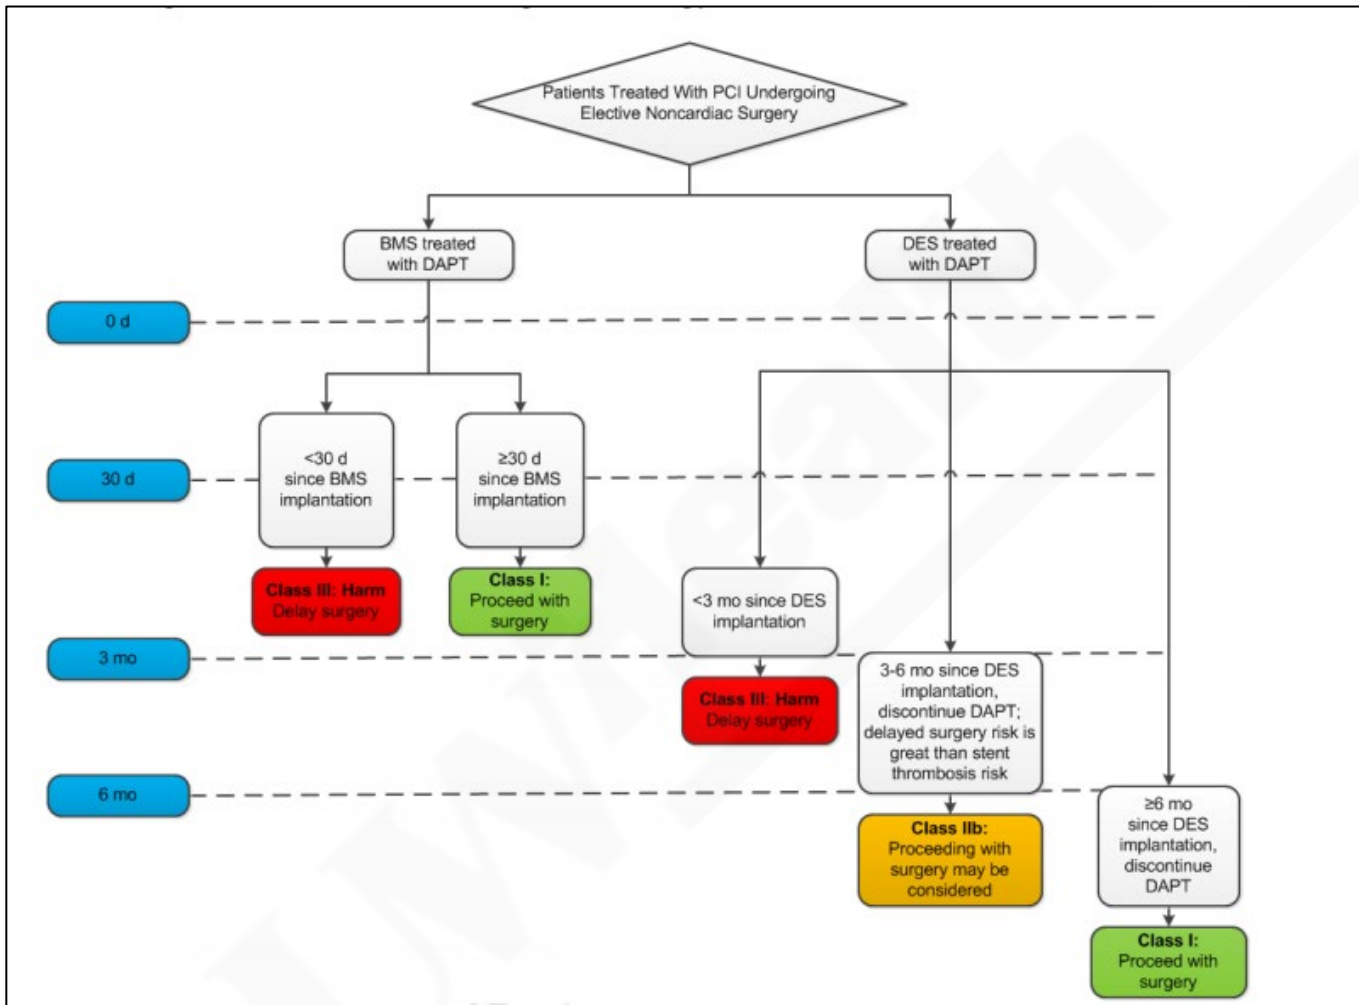 Patients Treated With PCI Undergoing
Elective Noncardiac Surgery
BMS treated
with DAPT
DES treated
with DAPT
0 d
<30 d
since BMS
implantation
≥30 d
since BMS
implantation
30 d
Class III: Harm
Delay surgery
Class I:
Proceed with
surgery
<3 mo since DES
implantation
3 mo
Class III: Harm
Delay surgery
3-6 mo since DES
implantation,
discontinue DAPT;
delayed surgery risk is
great than stent
thrombosis risk
6 mo
Class IIb:
Proceeding with
surgery may be
considered
≥6 mo
since DES
implantation,
discontinue
DAPT
Class I:
Proceed with
surgery